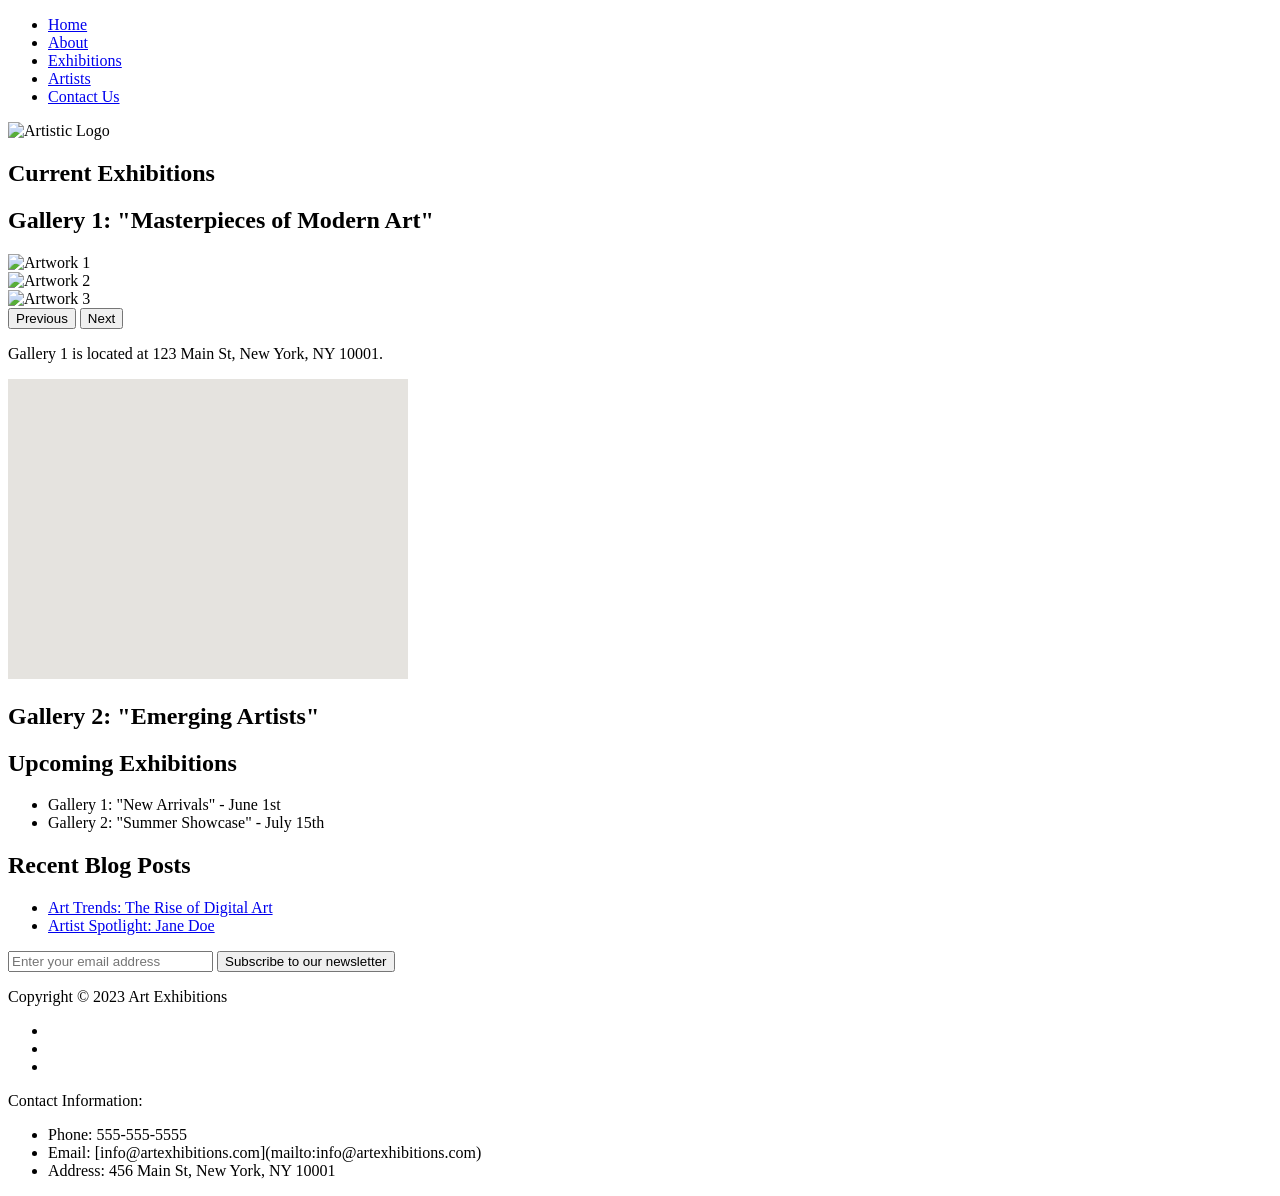 Home
About
Exhibitions
Artists
Contact Us
Artistic Logo
Current Exhibitions
Gallery 1: "Masterpieces of Modern Art"
Artwork 1
Artwork 2
Artwork 3
Previous Next
Gallery 1 is located at 123 Main St, New York, NY 10001.
Gallery 2: "Emerging Artists"
Upcoming Exhibitions
Gallery 1: "New Arrivals" - June 1st
Gallery 2: "Summer Showcase" - July 15th
Recent Blog Posts
Art Trends: The Rise of Digital Art
Artist Spotlight: Jane Doe
Enter your email address Subscribe to our newsletter
Copyright © 2023 Art Exhibitions
Contact Information:
Phone: 555-555-5555
Email: [info@artexhibitions.com](mailto:info@artexhibitions.com)
Address: 456 Main St, New York, NY 10001